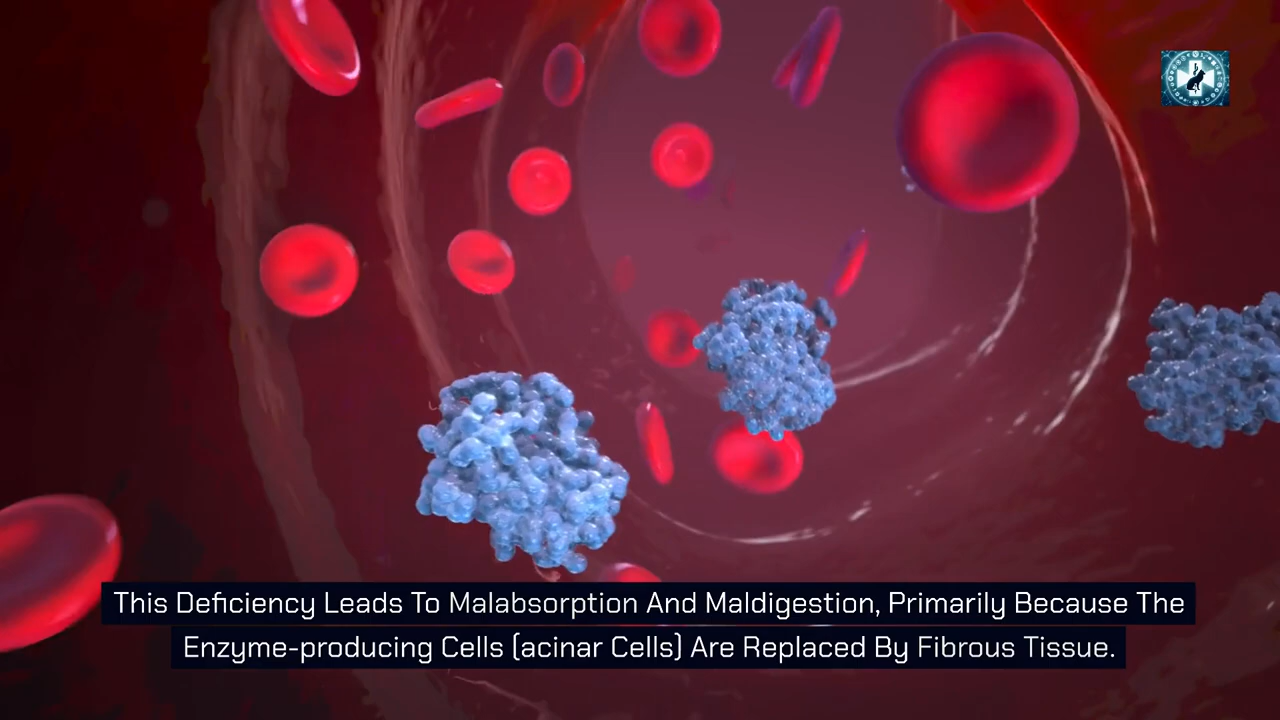 This Deficiency Leads To Malabsorption And Maldigestion, Primarily Because The
Enzyme-producing Cells (acinar Cells) Are Replaced By Fibrous Tissue.